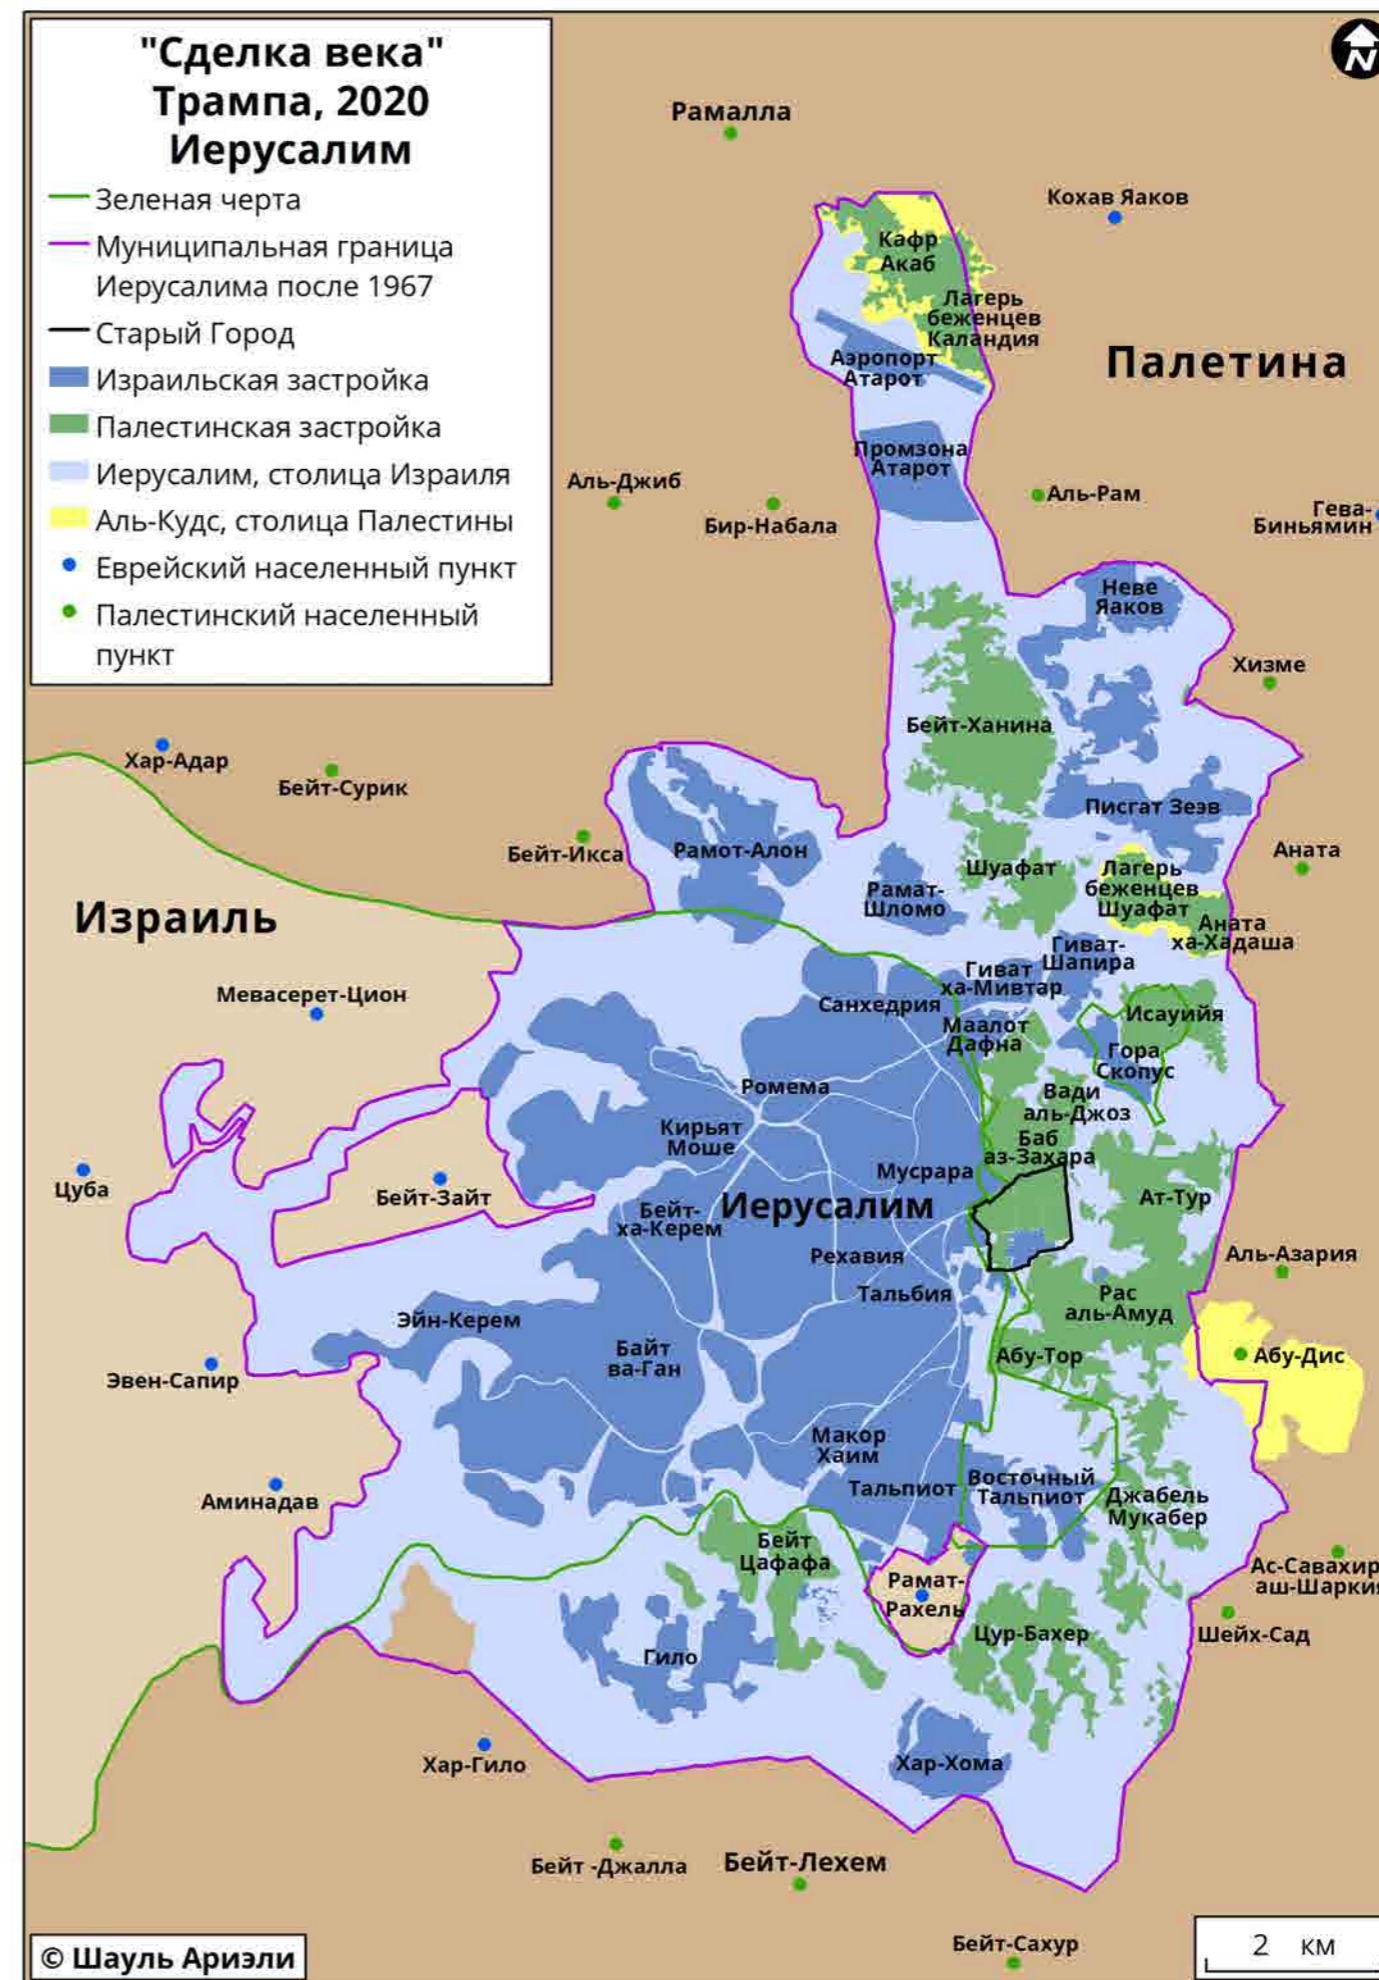 "Сделка века"
Трампа, 2020
Иерусалим
Зеленая черта
Муниципальная граница
Иерусалима после 1967
Старый Город
Израильская застройка
Палестинская застройка
Иерусалим, столица Израиля
Аль-Кудс, столица Палестины
Еврейский населенный пункт
Палестинский населенный
пункт
N
Рамалла
Кохав Яаков
Кафр
Акаб
Лагерь
беженцев
Каландия
Аэропорт
Атарот
Палетина
Промзона
Атарот
Аль-Джиб
Бир-Набала
Аль-Рам
Гева-
Биньямин
Неве
Яаков
Хизме
Бейт-Ханина
Хар-Адар
Бейт-Сурик
Писгат Зеэв
Бейт-Икса
Рамот-Алон
Шуафат
Рамат-
Шломо
Лагерь
беженцев
Шуафат
Аната
Аната
ха-Хадаша
Израиль
Гиват-
Шапира
Гиват
ха-Мивтар
Мевасерет-Цион
Санхедрия
Маалот
Дафна
Исауийя
Гора
Скопус
Ромема
Вади
аль-Джоз
Кирьят
Моше
Баб
аз-Захара
Мусрара
Цуба
Бейт-Зайт
Иерусалим
Бейт-
ха-Керем
Ат-Тур
Рехавия
Аль-Азария
Тальбия
Рас
аль-Амуд
Эйн-Керем
Байт
ва-Ган
Абу-Тор
Абу-Дис
Эвен-Сапир
Макор
Хаим
Тальпиот
Восточный
Тальпиот
Джабель
Мукабер
Аминадав
Бейт
Цафафа
Рамат-
Рахель
Ас-Савахир
аш-Шаркия
Шейх-Сад
Цур-Бахер
Гило
Хар-Гило
Хар-Хома
Бейт -Джалла
Бейт-Лехем
Бейт-Сахур
2 км
© Шауль Ариэли